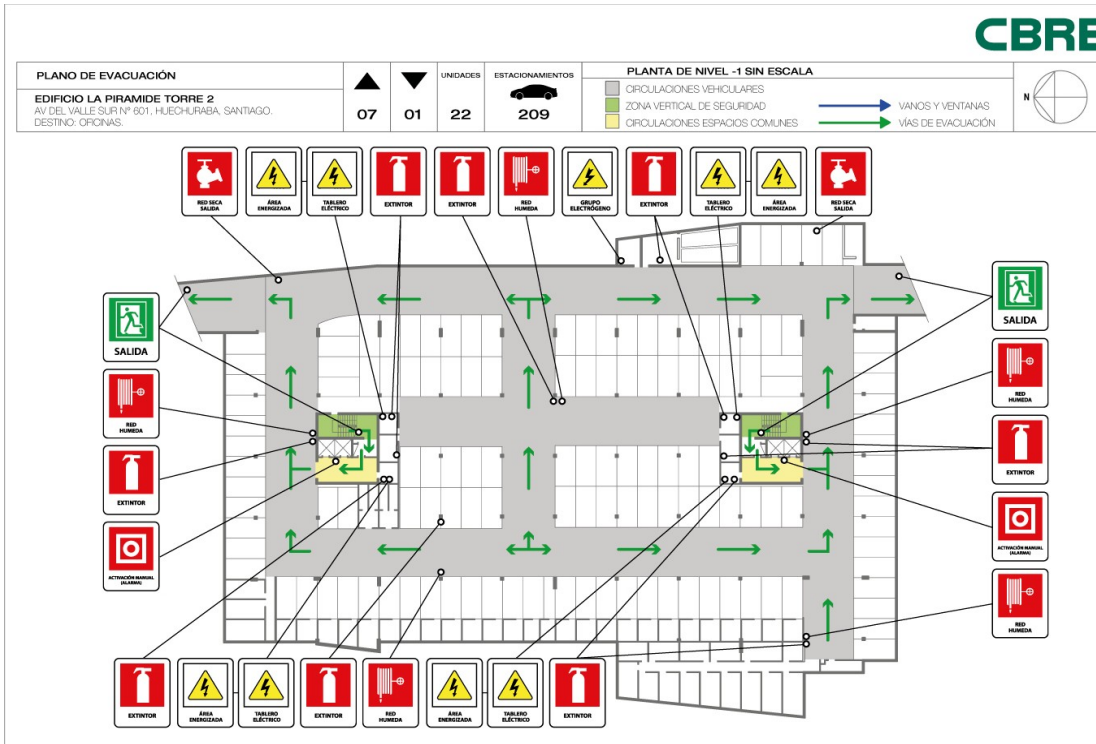 CBRE
PLANO DE EVACUACIÓN
EDIFICIO LA PIRAMIDE TORRE 2
AV DEL VALLE SUR Nº 601, HUECHURABA, SANTIAGO.
DESTINO: OFICINAS.
07
01
UNIDADES
22
ESTACIONAMIENTOS
209
PLANTA DE NIVEL -1 SIN ESCALA
CIRCULACIONES VEHICULARES
ZONA VERTICAL DE SEGURIDAD
CIRCULACIONES ESPACIOS COMUNES
VANOS Y VENTANAS
VÍAS DE EVACUACIÓN
N
RED SECA
SALIDA
ÁREA
ENERGIZADA
TABLERO
ELÉCTRICO
EXTINTOR
EXTINTOR
RED
HUMEDA
GRUPO
ELECTRÓGENO
EXTINTOR
TABLERO
ELÉCTRICO
ÁREA
ENERGIZADA
RED SECA
SALIDA
SALIDA
RED
HUMEDA
EXTINTOR
ACTIVACIÓN MANUAL
(ALARMA)
SALIDA
RED
HUMEDA
EXTINTOR
ACTIVACIÓN MANUAL
(ALARMA)
RED
HUMEDA
EXTINTOR
ÁREA
ENERGIZADA
TABLERO
ELÉCTRICO
EXTINTOR
RED
HUMEDA
ÁREA
ENERGIZADA
TABLERO
ELÉCTRICO
EXTINTOR